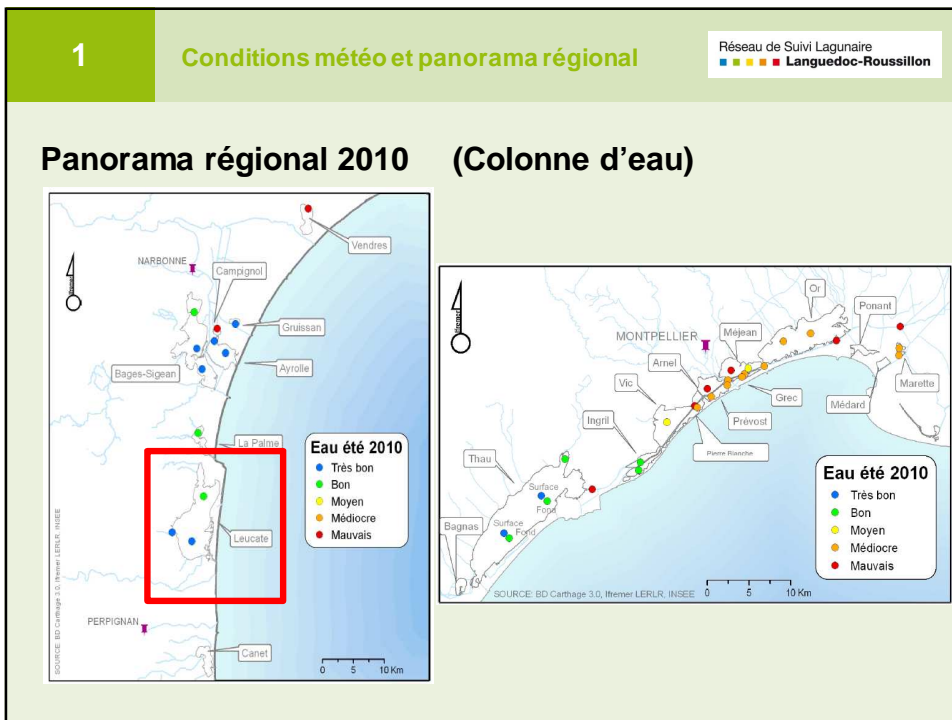 1
Conditions météo et panorama régional
Réseau de Suivi Lagunaire
Languedoc-Roussillon
Panorama régional 2010 (Colonne d'eau)
Vendres
NARBONNE
Campignol
Gruissan
Ayrolle
Bages-Sigean
La Palme
Eau été 2010
Très bon
Bon
Moyen
Médiocre
Mauvais
Leucate
PERPIGNAN
Canet
0 5 10 Km
SOURCE: BD Carthage 3.0, Ifremer LERLR, INSEE
ifremer
ifremer
Or
Ponant
MONTPELLIER
Méjean
Arnel
Vic
Marette
Grec
Médard
Prévost
Ingril
Pierre Blanche
Thau
Surface
Fond
Surface
Fond
Bagnas
Eau été 2010
Très bon
Bon
Moyen
Médiocre
Mauvais
SOURCE: BD Carthage 3.0, Ifremer LERLR, INSEE
0 5 10 Km